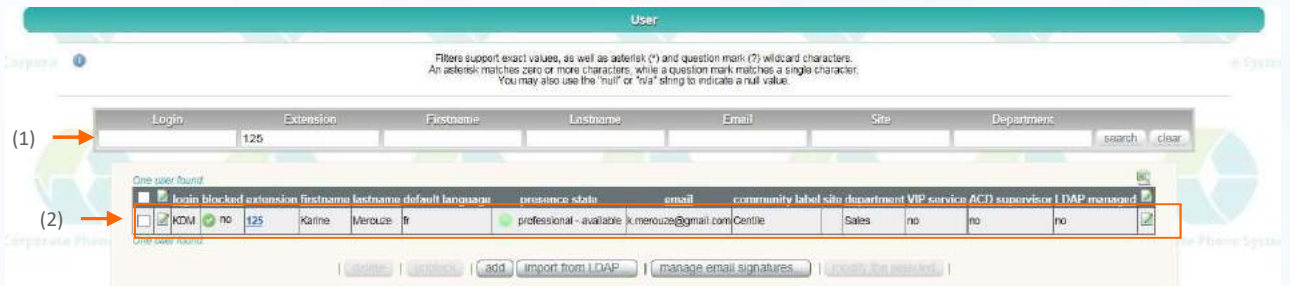 User
Filters support exact values, as well as asterisk (*) and question mark (?) wildcard characters.
An asterisk matches zero or more characters, while a question mark matches a single character.
You may also use the "null" or "n/a" string to indicate a null value.
Login Extension Firstname Lastname Email Site Department
(1) 125 search clear
One user found.
login blocked extension firstname lastname default language presence state email community label site department VIP service ACD supervisor LDAP managed
(2) KDM no 125 Karine Merouze fr professional - available k.merouze@gmail.com Centile Sales no no no
One user found.
| delete | unblock | add import from LDAP... | manage email signatures... | modify the selected |